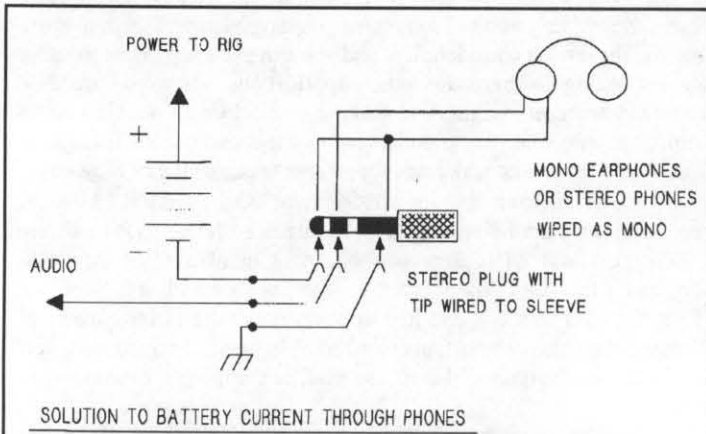 POWER TO RIG
+
−
AUDIO
MONO EARPHONES
OR STEREO PHONES
WIRED AS MONO
STEREO PLUG WITH
TIP WIRED TO SLEEVE
SOLUTION TO BATTERY CURRENT THROUGH PHONES